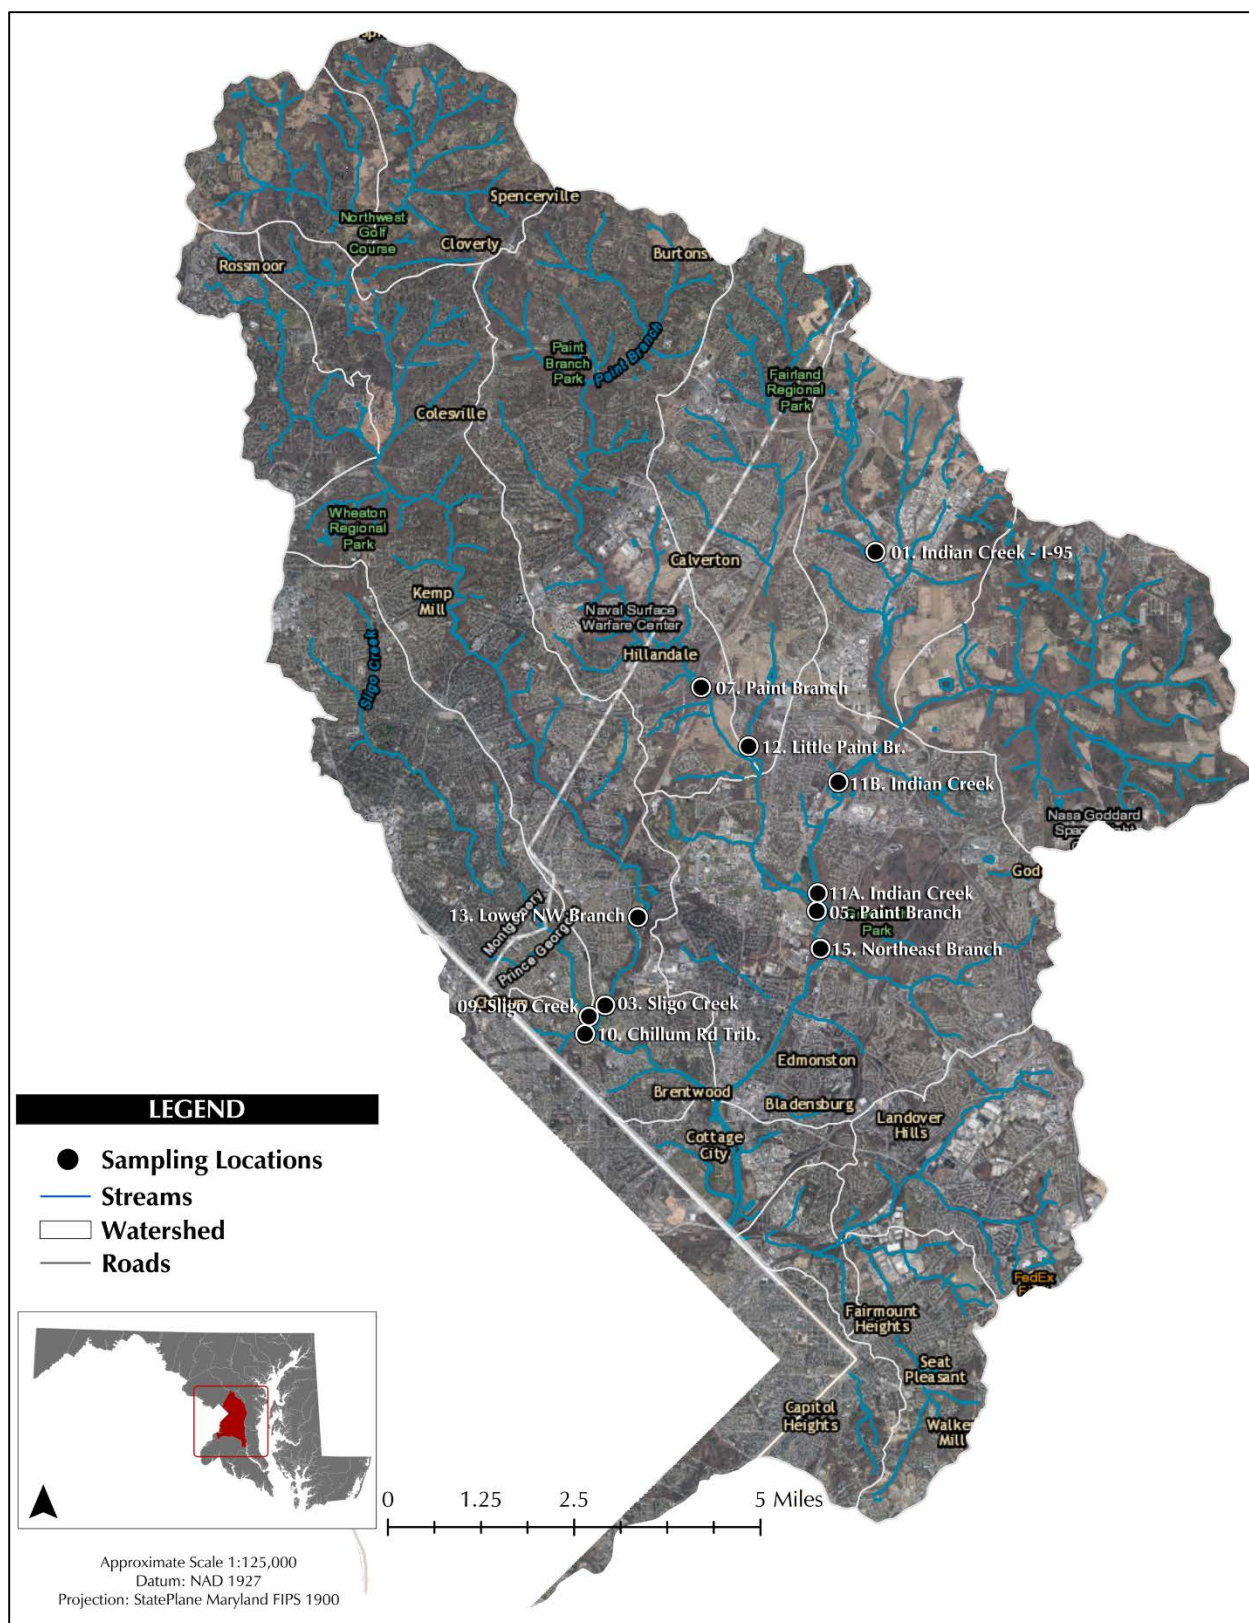 Spencerville
Northwest
Golf
Course
Cloverly
Rossmoor
Burtons
Paint Branch
Paint
Branch
Park
Fairland
Regional
Park
Colesville
Wheaton
Regional
Park
01. Indian Creek - I-95
Calverton
Kemp
Mill
Naval Surface
Warfare Center
Hillandale
Sligo Creek
07. Paint Branch
12. Little Paint Br.
11B. Indian Creek
Nasa Goddard
God
11A. Indian Creek
05. Paint Branch
Park
13. Lower NW Branch
Montgomery
Prince George
15. Northeast Branch
03. Sligo Creek
09. Sligo Creek
10. Chillum Rd Trib.
Edmonston
Brentwood
Bladensburg
Landover
Hills
Cottage
City
FedEx
Fairmount
Heights
Seat
Pleasant
Capitol
Heights
Walker
Mill
LEGEND
Sampling Locations
Streams
Watershed
Roads
0 1.25 2.5 5 Miles
Approximate Scale 1:125,000
Datum: NAD 1927
Projection: StatePlane Maryland FIPS 1900